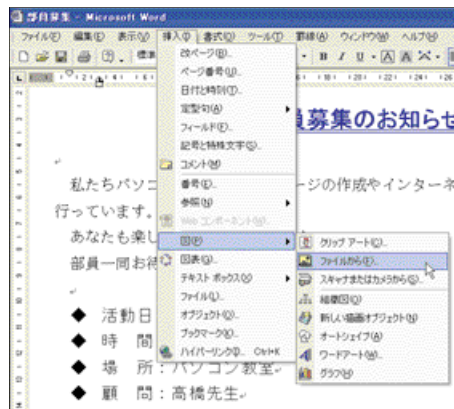 部員募集 - Microsoft Word
ファイル(F) 編集(E) 表示(V) 挿入(I) 書式(O) ツール(T) 罫線(A) ウィンドウ(W) ヘルプ(H)
標準
B I U A A
改ページ(B)...
ページ番号(U)...
日付と時刻(T)...
定型句(A)
フィールド(F)...
記号と特殊文字(S)...
コメント(M)
番号(E)...
参照(N)
Web コンポーネント(W)...
図(P)
図表(G)...
テキスト ボックス(X)
ファイル(L)...
オブジェクト(O)...
ブックマーク(K)...
ハイパーリンク(I)... Ctrl+K
クリップ アート(C)...
ファイルから(F)...
スキャナまたはカメラから(S)...
組織図(O)
新しい描画オブジェクト(N)
オートシェイプ(A)
ワードアート(W)...
グラフ(H)
員募集のお知らせ
私たちパソコ
ージの作成やインターネ
行っています。
あなたも楽し
部員一同お待
◆ 活動日
◆ 時 間
◆ 場 所：パソコン教室
◆ 顧 問：高橋先生